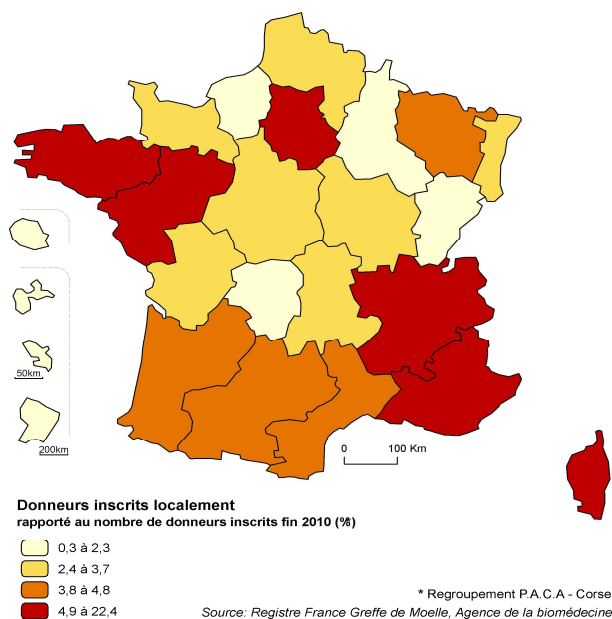 50km
200km
0 100 Km
Donneurs inscrits localement
rapporté au nombre de donneurs inscrits fin 2010 (%)
0,3 à 2,3
2,4 à 3,7
3,8 à 4,8
4,9 à 22,4
* Regroupement P.A.C.A - Corse
Source: Registre France Greffe de Moelle, Agence de la biomédecine